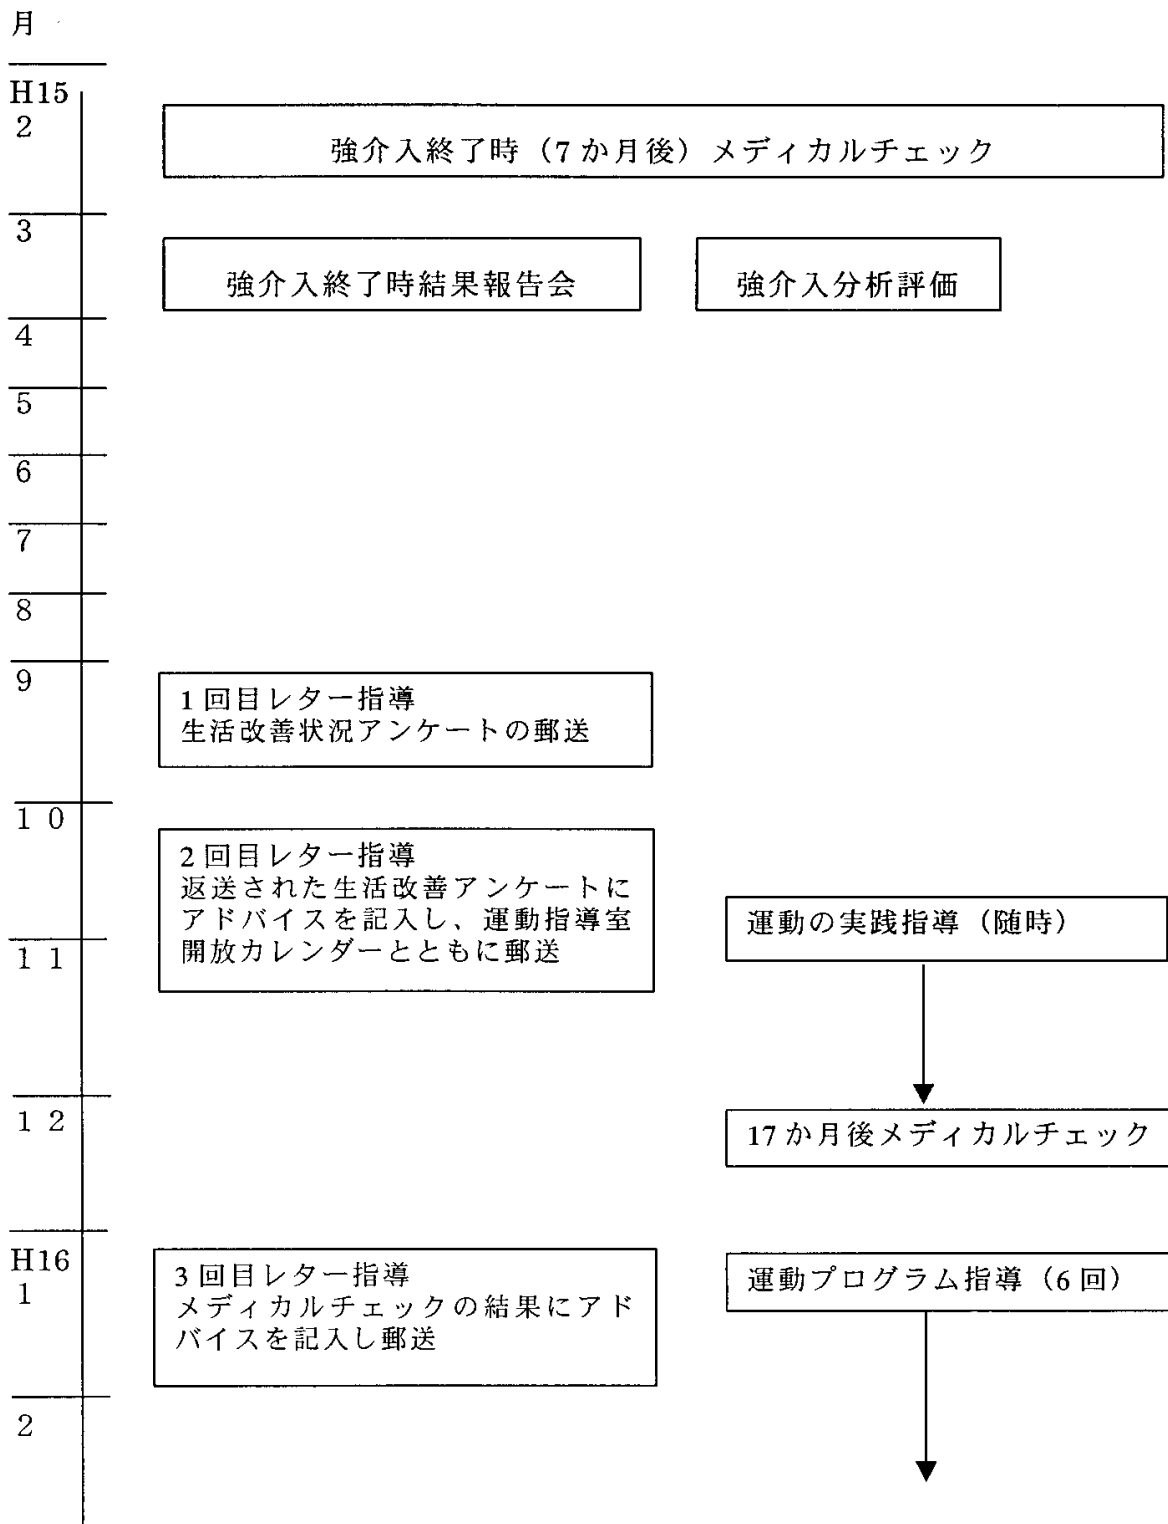 月
H15
2
強介入終了時（7か月後）メディカルチェック
3
強介入終了時結果報告会
強介入分析評価
4
5
6
7
8
9
1回目レター指導
生活改善状況アンケートの郵送
10
2回目レター指導
返送された生活改善アンケートに
アドバイスを記入し、運動指導室
開放カレンダーとともに郵送
運動の実践指導（随時）
11
12
17か月後メディカルチェック
H16
1
3回目レター指導
メディカルチェックの結果にアド
バイスを記入し郵送
運動プログラム指導（6回）
2